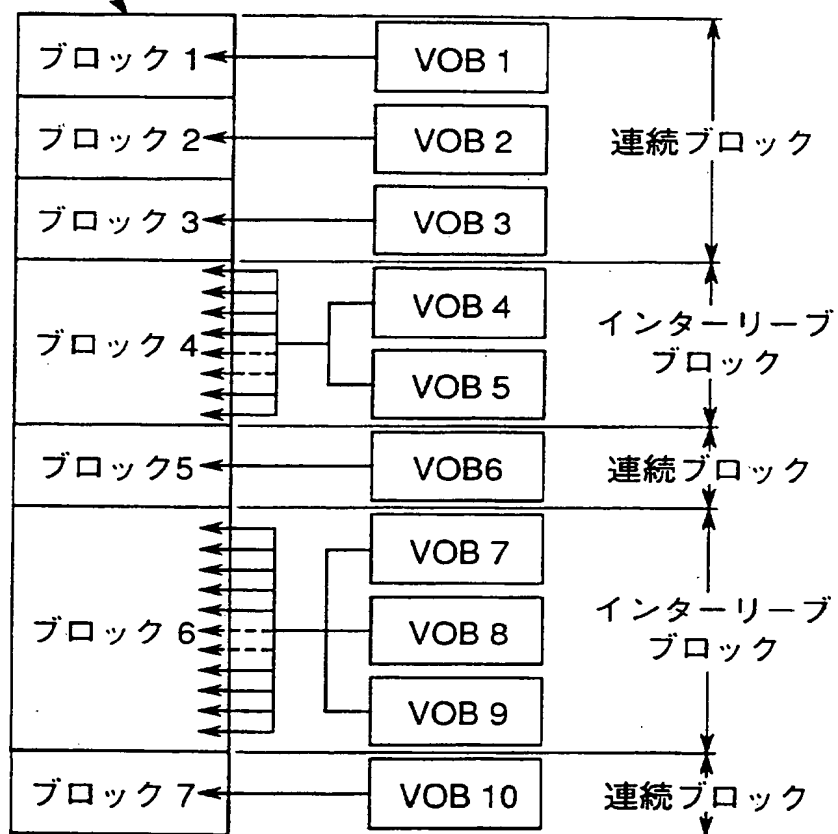 ブロック 1
VOB 1
ブロック 2
VOB 2
連続ブロック
ブロック 3
VOB 3
ブロック 4
VOB 4
インターリーブ
ブロック
VOB 5
ブロック5
VOB6
連続ブロック
ブロック 6
VOB 7
VOB 8
インターリーブ
ブロック
VOB 9
ブロック 7
VOB 10
連続ブロック